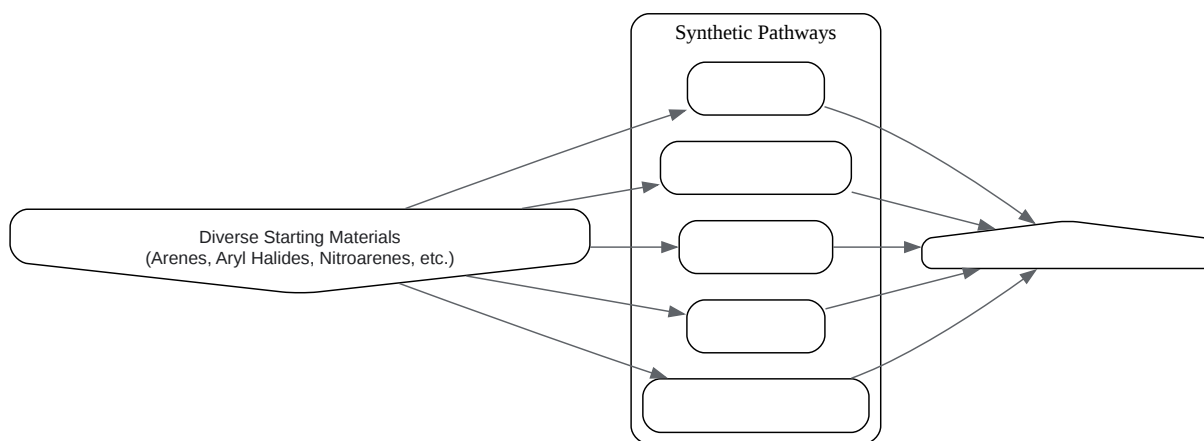 Synthetic Pathways
Diverse Starting Materials
(Arenes, Aryl Halides, Nitroarenes, etc.)